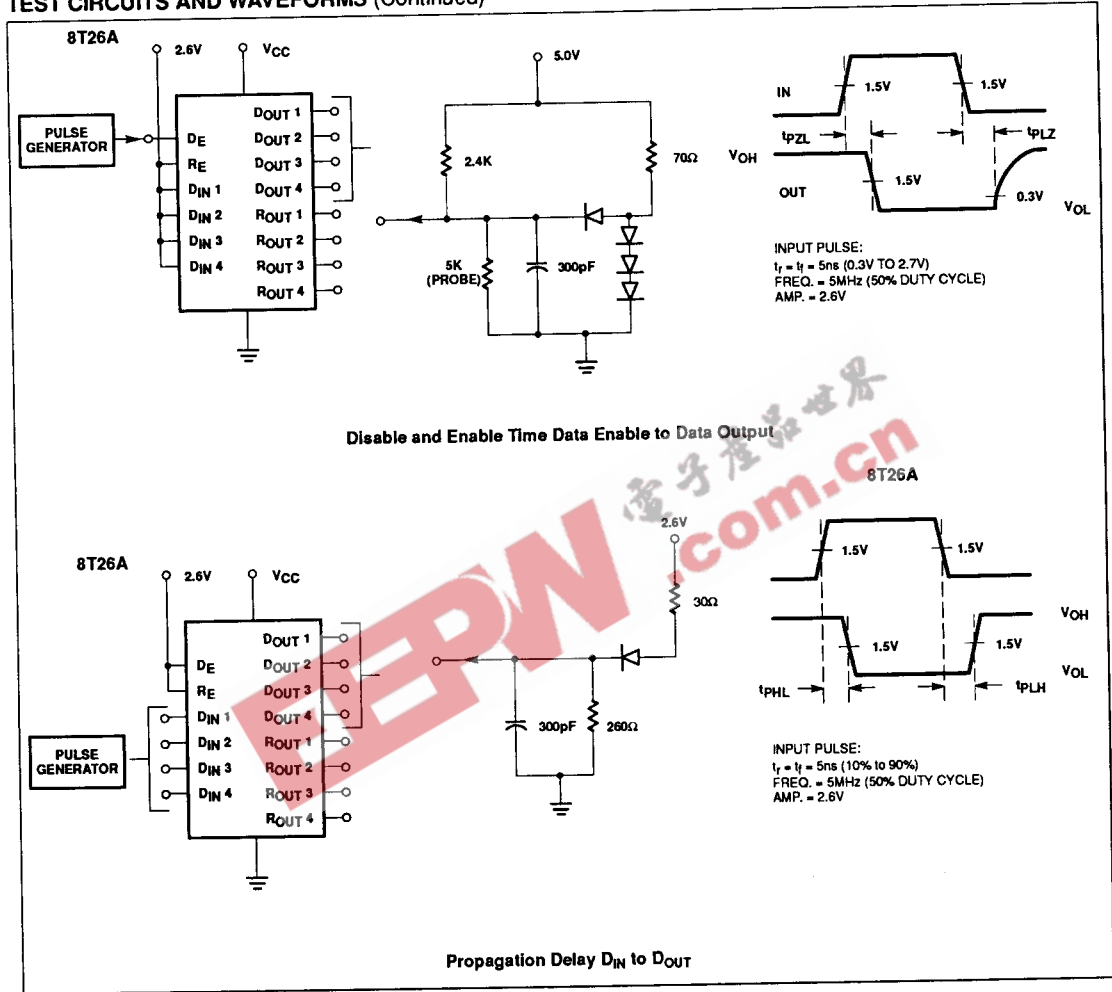 TEST CIRCUITS AND WAVEFORMS (Continued)
8T26A
2.6V
VCC
PULSE GENERATOR
DE
RE
DIN 1
DIN 2
DIN 3
DIN 4
DOUT 1
DOUT 2
DOUT 3
DOUT 4
ROUT 1
ROUT 2
ROUT 3
ROUT 4
5.0V
2.4K
70Ω
5K
(PROBE)
300pF
IN
1.5V
1.5V
tPZL
tPLZ
VOH
OUT
1.5V
0.3V
VOL
INPUT PULSE:
tr = tf = 5ns (0.3V TO 2.7V)
FREQ. = 5MHz (50% DUTY CYCLE)
AMP. = 2.6V
Disable and Enable Time Data Enable to Data Output
電子產品世界
EEPW
.com.cn
8T26A
2.6V
VCC
PULSE GENERATOR
DE
RE
DIN 1
DIN 2
DIN 3
DIN 4
DOUT 1
DOUT 2
DOUT 3
DOUT 4
ROUT 1
ROUT 2
ROUT 3
ROUT 4
2.6V
30Ω
300pF
260Ω
8T26A
1.5V
1.5V
VOH
1.5V
1.5V
VOL
tPHL
tPLH
INPUT PULSE:
tr = tf = 5ns (10% to 90%)
FREQ. = 5MHz (50% DUTY CYCLE)
AMP. = 2.6V
Propagation Delay DIN to DOUT